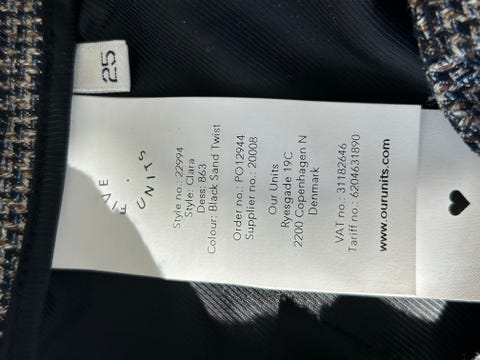 25
FIVE
UNITS
Style no.: 22994
Style: Clara
Dess: 863
Colour: Black Sand Twist
Order no.: PO12944
Supplier no.: 20008
Our Units
Ryesgade 19C
2200 Copenhagen N
Denmark
VAT no.: 31182646
Tariff no.: 6204631890
www.ourunits.com